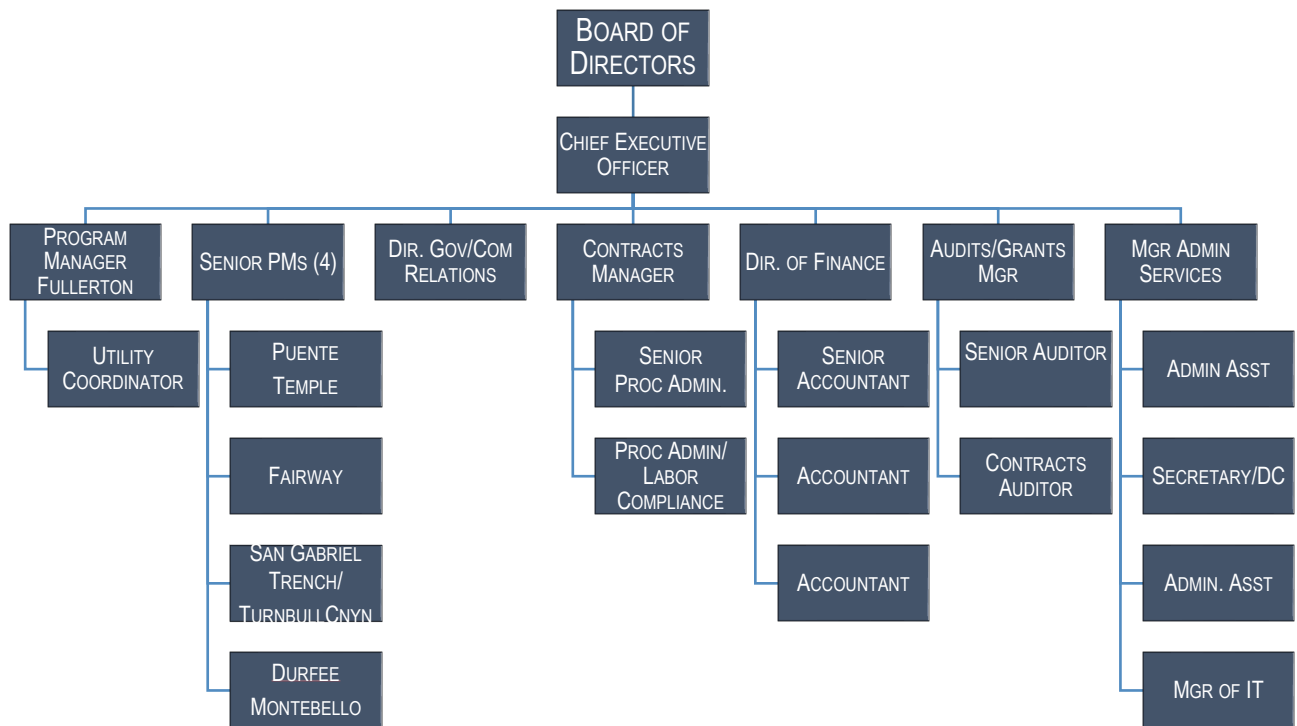 BOARD OF
DIRECTORS
CHIEF EXECUTIVE
OFFICER
PROGRAM
MANAGER
FULLERTON
SENIOR PMS (4)
DIR. GOV/COM
RELATIONS
CONTRACTS
MANAGER
DIR. OF FINANCE
AUDITS/GRANTS
MGR
MGR ADMIN
SERVICES
UTILITY
COORDINATOR
PUENTE
TEMPLE
FAIRWAY
SAN GABRIEL
TRENCH/
TURNBULLCNYN
DURFEE
MONTEBELLO
SENIOR
PROC ADMIN.
PROC ADMIN/
LABOR
COMPLIANCE
SENIOR
ACCOUNTANT
ACCOUNTANT
ACCOUNTANT
SENIOR AUDITOR
CONTRACTS
AUDITOR
ADMIN ASST
SECRETARY/DC
ADMIN. ASST
MGR OF IT